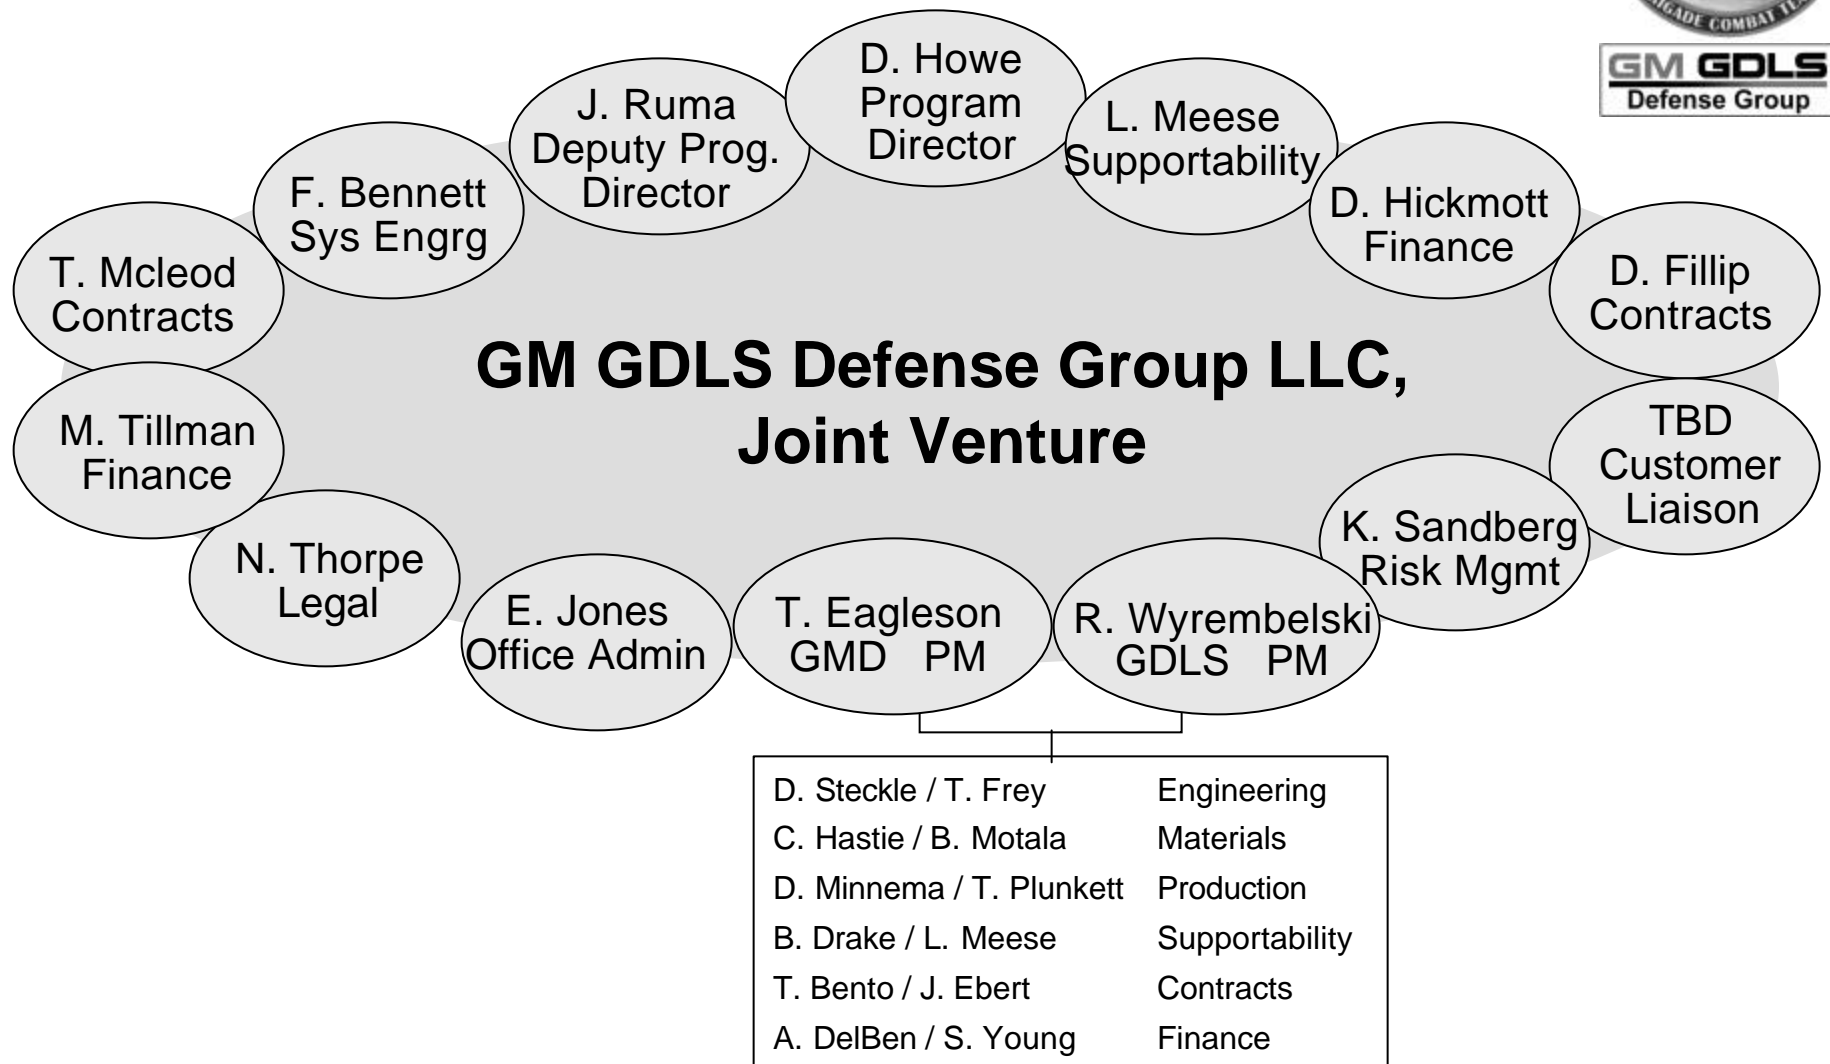 BRIGADE COMBAT TEAM
GM GDLS
Defense Group
D. Howe
Program
Director
J. Ruma
Deputy Prog.
Director
L. Meese
Supportability
F. Bennett
Sys Engrg
D. Hickmott
Finance
T. Mcleod
Contracts
D. Fillip
Contracts
GM GDLS Defense Group LLC,
Joint Venture
M. Tillman
Finance
TBD
Customer
Liaison
K. Sandberg
Risk Mgmt
N. Thorpe
Legal
E. Jones
Office Admin
T. Eagleson
GMD PM
R. Wyrembelski
GDLS PM
D. Steckle / T. Frey Engineering
C. Hastie / B. Motala Materials
D. Minnema / T. Plunkett Production
B. Drake / L. Meese Supportability
T. Bento / J. Ebert Contracts
A. DelBen / S. Young Finance